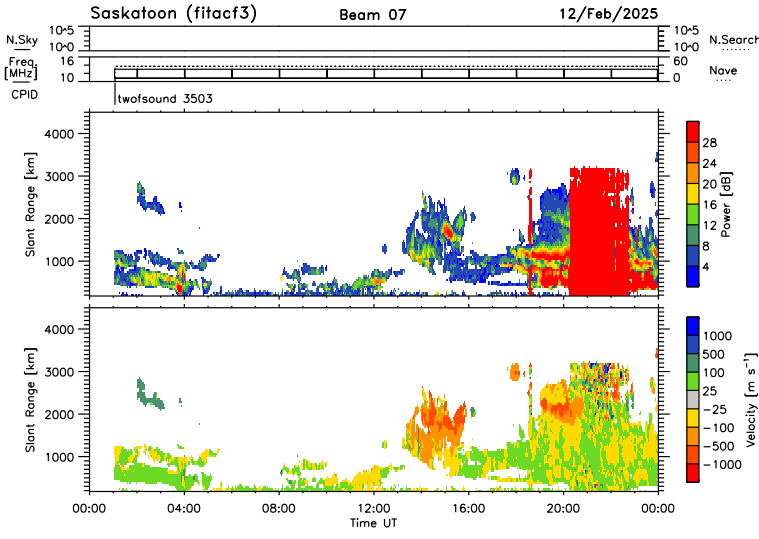 Saskatoon (fitacf3) Beam 07 12/Feb/2025
N.Sky 10^5 10^5 N.Search
10^0 10^0
Freq. 16 60
[MHz] 10 0 Nave
CPID twofsound 3503
Slant Range [km]
4000
3000
2000
1000
28
24
20
16
12
8
4
Power [dB]
Slant Range [km]
4000
3000
2000
1000
1000
500
100
25
-25
-100
-500
-1000
Velocity [m s⁻¹]
00:00 04:00 08:00 12:00 16:00 20:00 00:00
Time UT